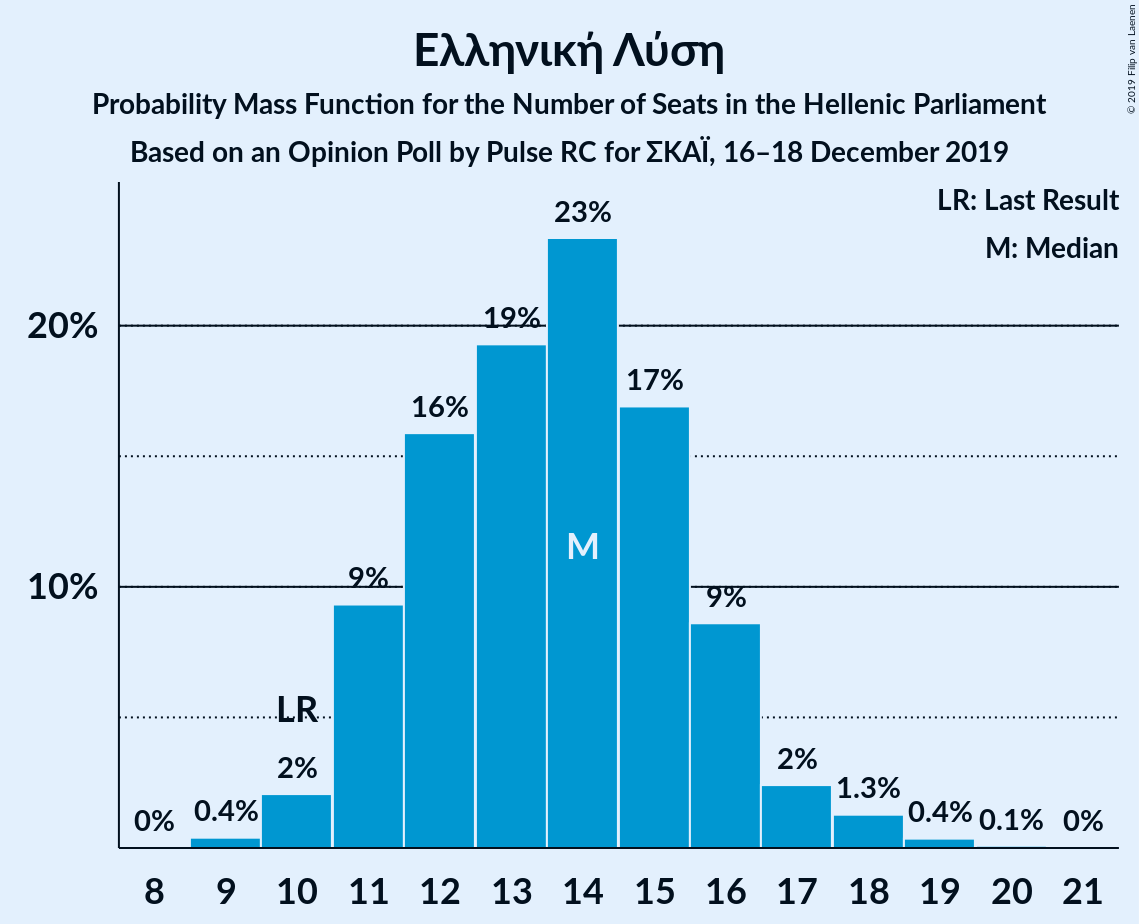 © 2019 Filip van Laenen
Ελληνική Λύση
Probability Mass Function for the Number of Seats in the Hellenic Parliament
Based on an Opinion Poll by Pulse RC for ΣΚΑΪ, 16–18 December 2019
LR: Last Result
M: Median
20%
10%
0%
0.4%
2%
LR
9%
16%
19%
23%
M
17%
9%
2%
1.3%
0.4%
0.1%
0%
8 9 10 11 12 13 14 15 16 17 18 19 20 21